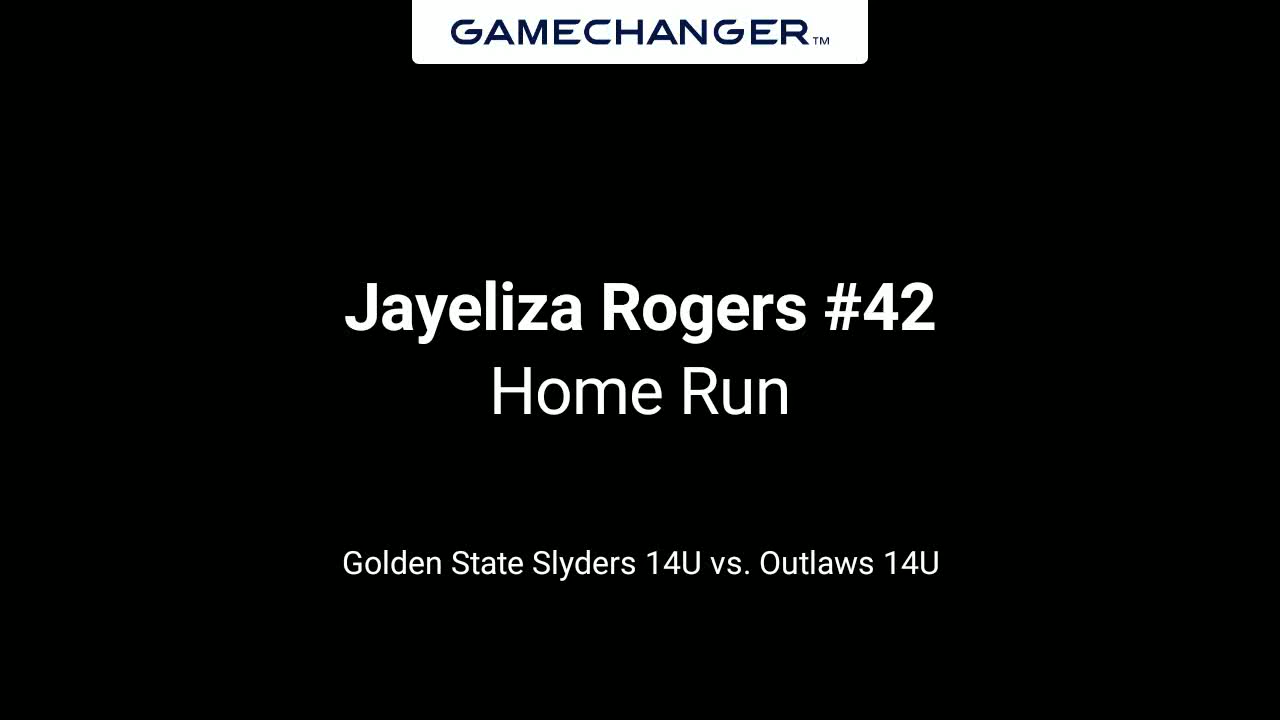 GAMECHANGER™
Jayeliza Rogers #42
Home Run
Golden State Slyders 14U vs. Outlaws 14U